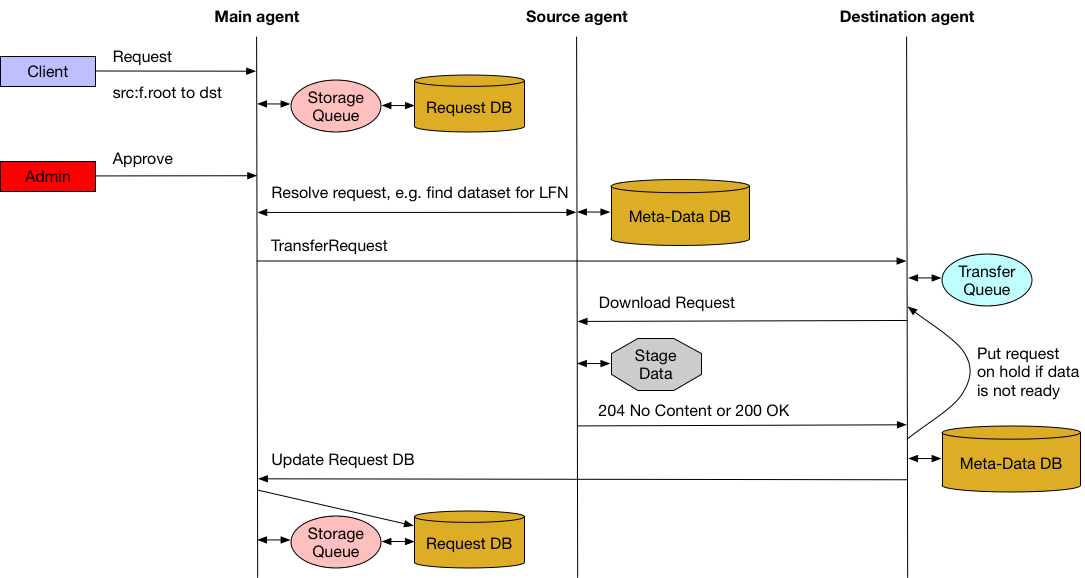 Main agent
Source agent
Destination agent
Client
Request
src:f.root to dst
Storage
Queue
Request DB
Admin
Approve
Resolve request, e.g. find dataset for LFN
Meta-Data DB
TransferRequest
Transfer
Queue
Download Request
Stage
Data
Put request
on hold if data
is not ready
204 No Content or 200 OK
Update Request DB
Meta-Data DB
Storage
Queue
Request DB